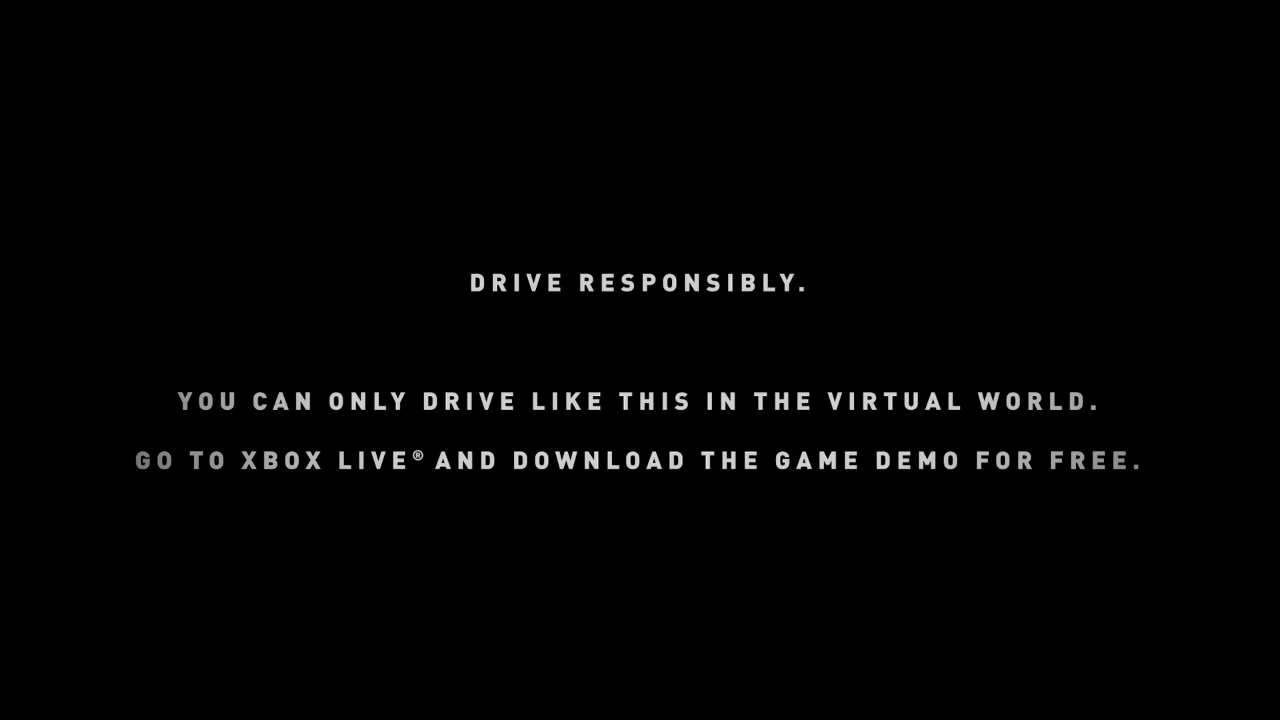 DRIVE RESPONSIBLY.
YOU CAN ONLY DRIVE LIKE THIS IN THE VIRTUAL WORLD.
GO TO XBOX LIVE® AND DOWNLOAD THE GAME DEMO FOR FREE.